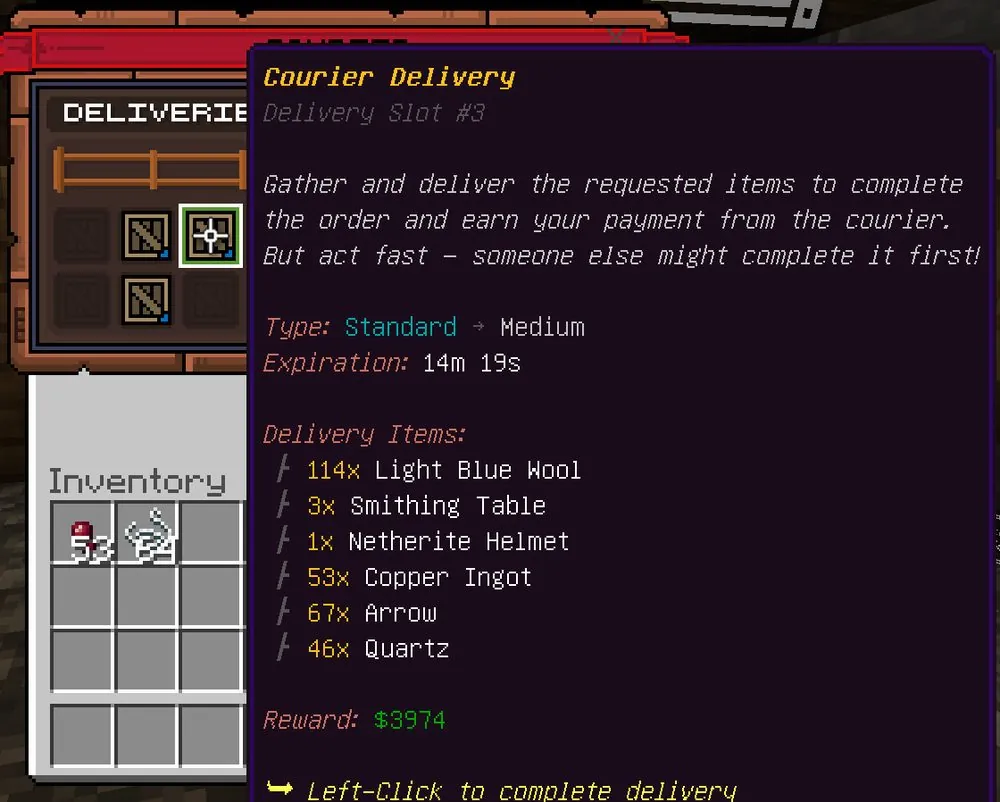 Courier Delivery
DELIVERIE
Delivery Slot #3
Gather and deliver the requested items to complete
the order and earn your payment from the courier.
But act fast – someone else might complete it first!
Type: Standard → Medium
Expiration: 14m 19s
Delivery Items:
114x Light Blue Wool
3x Smithing Table
1x Netherite Helmet
53x Copper Ingot
67x Arrow
46x Quartz
Reward: $3974
Left-Click to complete delivery
Inventory
53
64